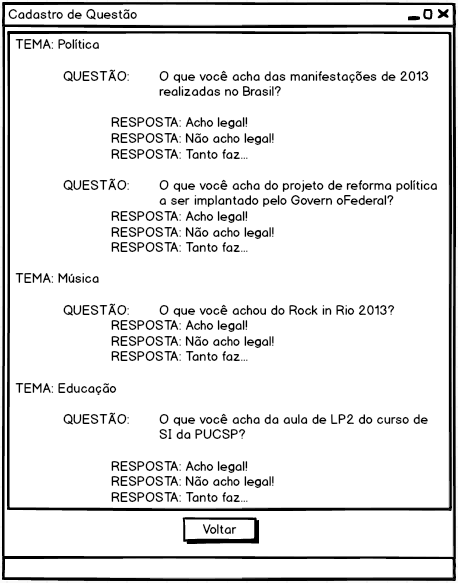 Cadastro de Questão
TEMA: Política
QUESTÃO: O que você acha das manifestações de 2013
realizadas no Brasil?
RESPOSTA: Acho legal!
RESPOSTA: Não acho legal!
RESPOSTA: Tanto faz...
QUESTÃO: O que você acha do projeto de reforma política
a ser implantado pelo Govern oFederal?
RESPOSTA: Acho legal!
RESPOSTA: Não acho legal!
RESPOSTA: Tanto faz...
TEMA: Música
QUESTÃO: O que você achou do Rock in Rio 2013?
RESPOSTA: Acho legal!
RESPOSTA: Não acho legal!
RESPOSTA: Tanto faz...
TEMA: Educação
QUESTÃO: O que você acha da aula de LP2 do curso de
SI da PUCSP?
RESPOSTA: Acho legal!
RESPOSTA: Não acho legal!
RESPOSTA: Tanto faz...
Voltar